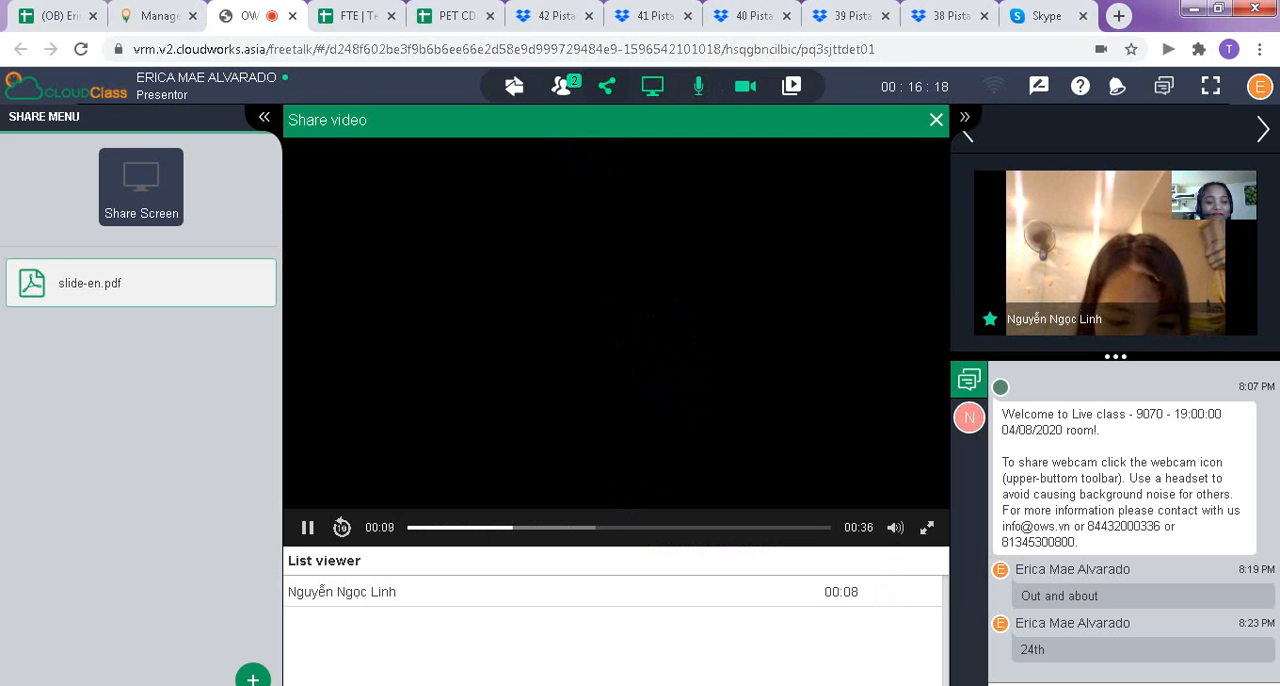 (OB) Eri
Manage
OW
FTE | Te
PET CD
42 Pista
41 Pista
40 Pista
39 Pista
38 Pista
Skype
vrm.v2.cloudworks.asia/freetalk/#/d248f602be3f9b6b6ee66e2d58e9d999729484e9-1596542101018/hsqgbncilbic/pq3sjttdet01
T
CLOUDClass
ERICA MAE ALVARADO
Presentor
2
00 : 16 : 18
E
SHARE MENU
Share video
Share Screen
slide-en.pdf
Nguyễn Ngọc Linh
10
00:09
00:36
List viewer
Nguyễn Ngọc Linh
00:08
8:07 PM
N
Welcome to Live class - 9070 - 19:00:00
04/08/2020 room!.
To share webcam click the webcam icon
(upper-buttom toolbar). Use a headset to
avoid causing background noise for others.
For more information please contact with us
info@ows.vn or 84432000336 or
81345300800.
E
Erica Mae Alvarado
8:19 PM
Out and about
E
Erica Mae Alvarado
8:23 PM
24th